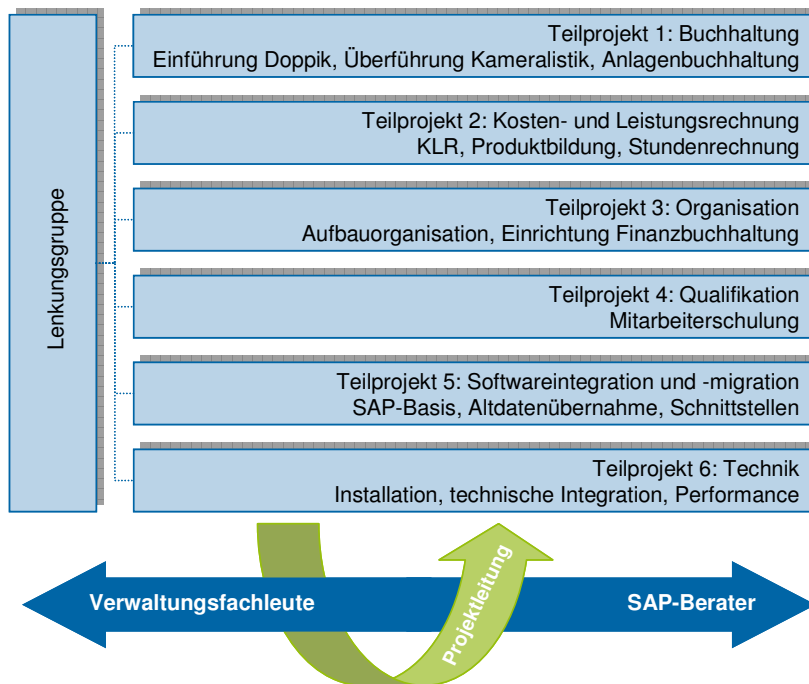 Lenkungsgruppe
Teilprojekt 1: Buchhaltung
Einführung Doppik, Überführung Kameralistik, Anlagenbuchhaltung
Teilprojekt 2: Kosten- und Leistungsrechnung
KLR, Produktbildung, Stundenrechnung
Teilprojekt 3: Organisation
Aufbauorganisation, Einrichtung Finanzbuchhaltung
Teilprojekt 4: Qualifikation
Mitarbeiterschulung
Teilprojekt 5: Softwareintegration und -migration
SAP-Basis, Altdatenübernahme, Schnittstellen
Teilprojekt 6: Technik
Installation, technische Integration, Performance
Projektleitung
Verwaltungsfachleute
SAP-Berater